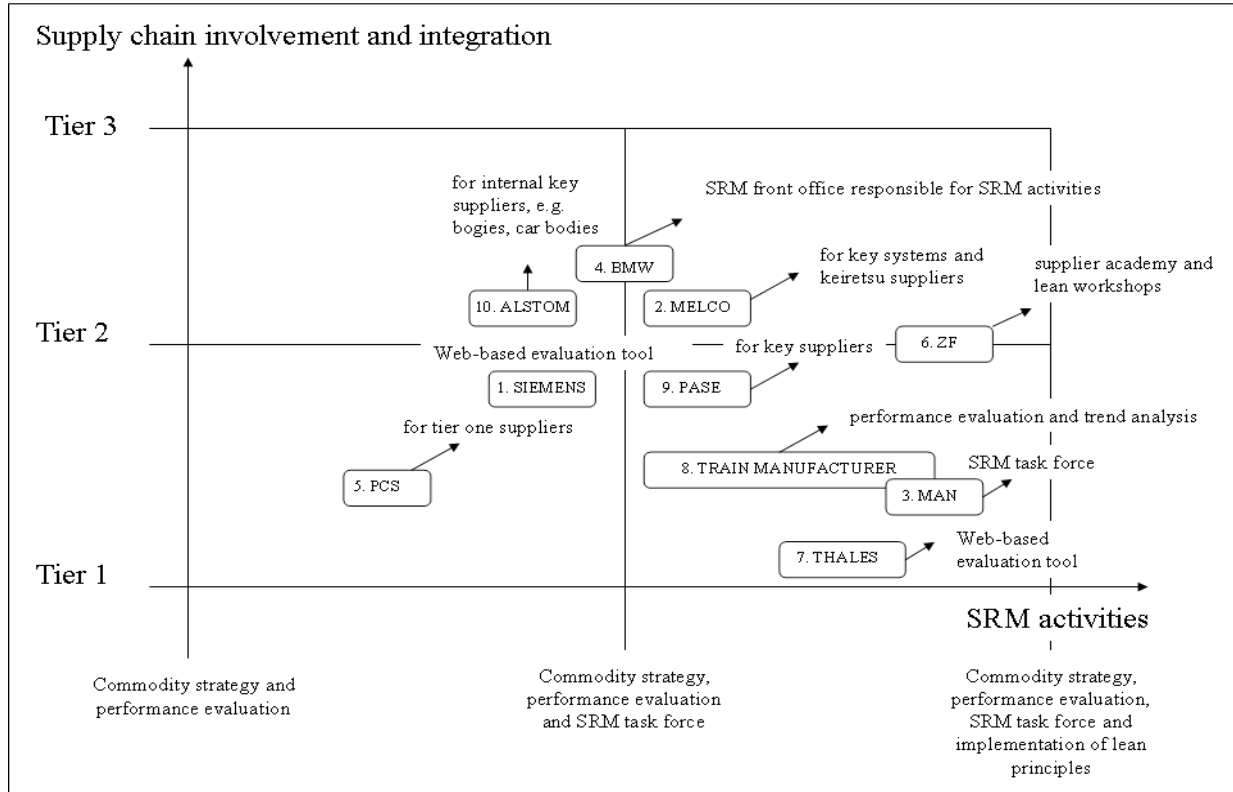 Supply chain involvement and integration
Tier 3
for internal key
suppliers, e.g.
bogies, car bodies
SRM front office responsible for SRM activities
4. BMW
for key systems and
keiretsu suppliers
supplier academy and
lean workshops
10. ALSTOM
2. MELCO
Tier 2
Web-based evaluation tool
for key suppliers
6. ZF
1. SIEMENS
9. PASE
for tier one suppliers
performance evaluation and trend analysis
5. PCS
8. TRAIN MANUFACTURER
SRM task force
3. MAN
7. THALES
Web-based
evaluation tool
Tier 1
SRM activities
Commodity strategy and
performance evaluation
Commodity strategy,
performance evaluation
and SRM task force
Commodity strategy,
performance evaluation,
SRM task force and
implementation of lean
principles